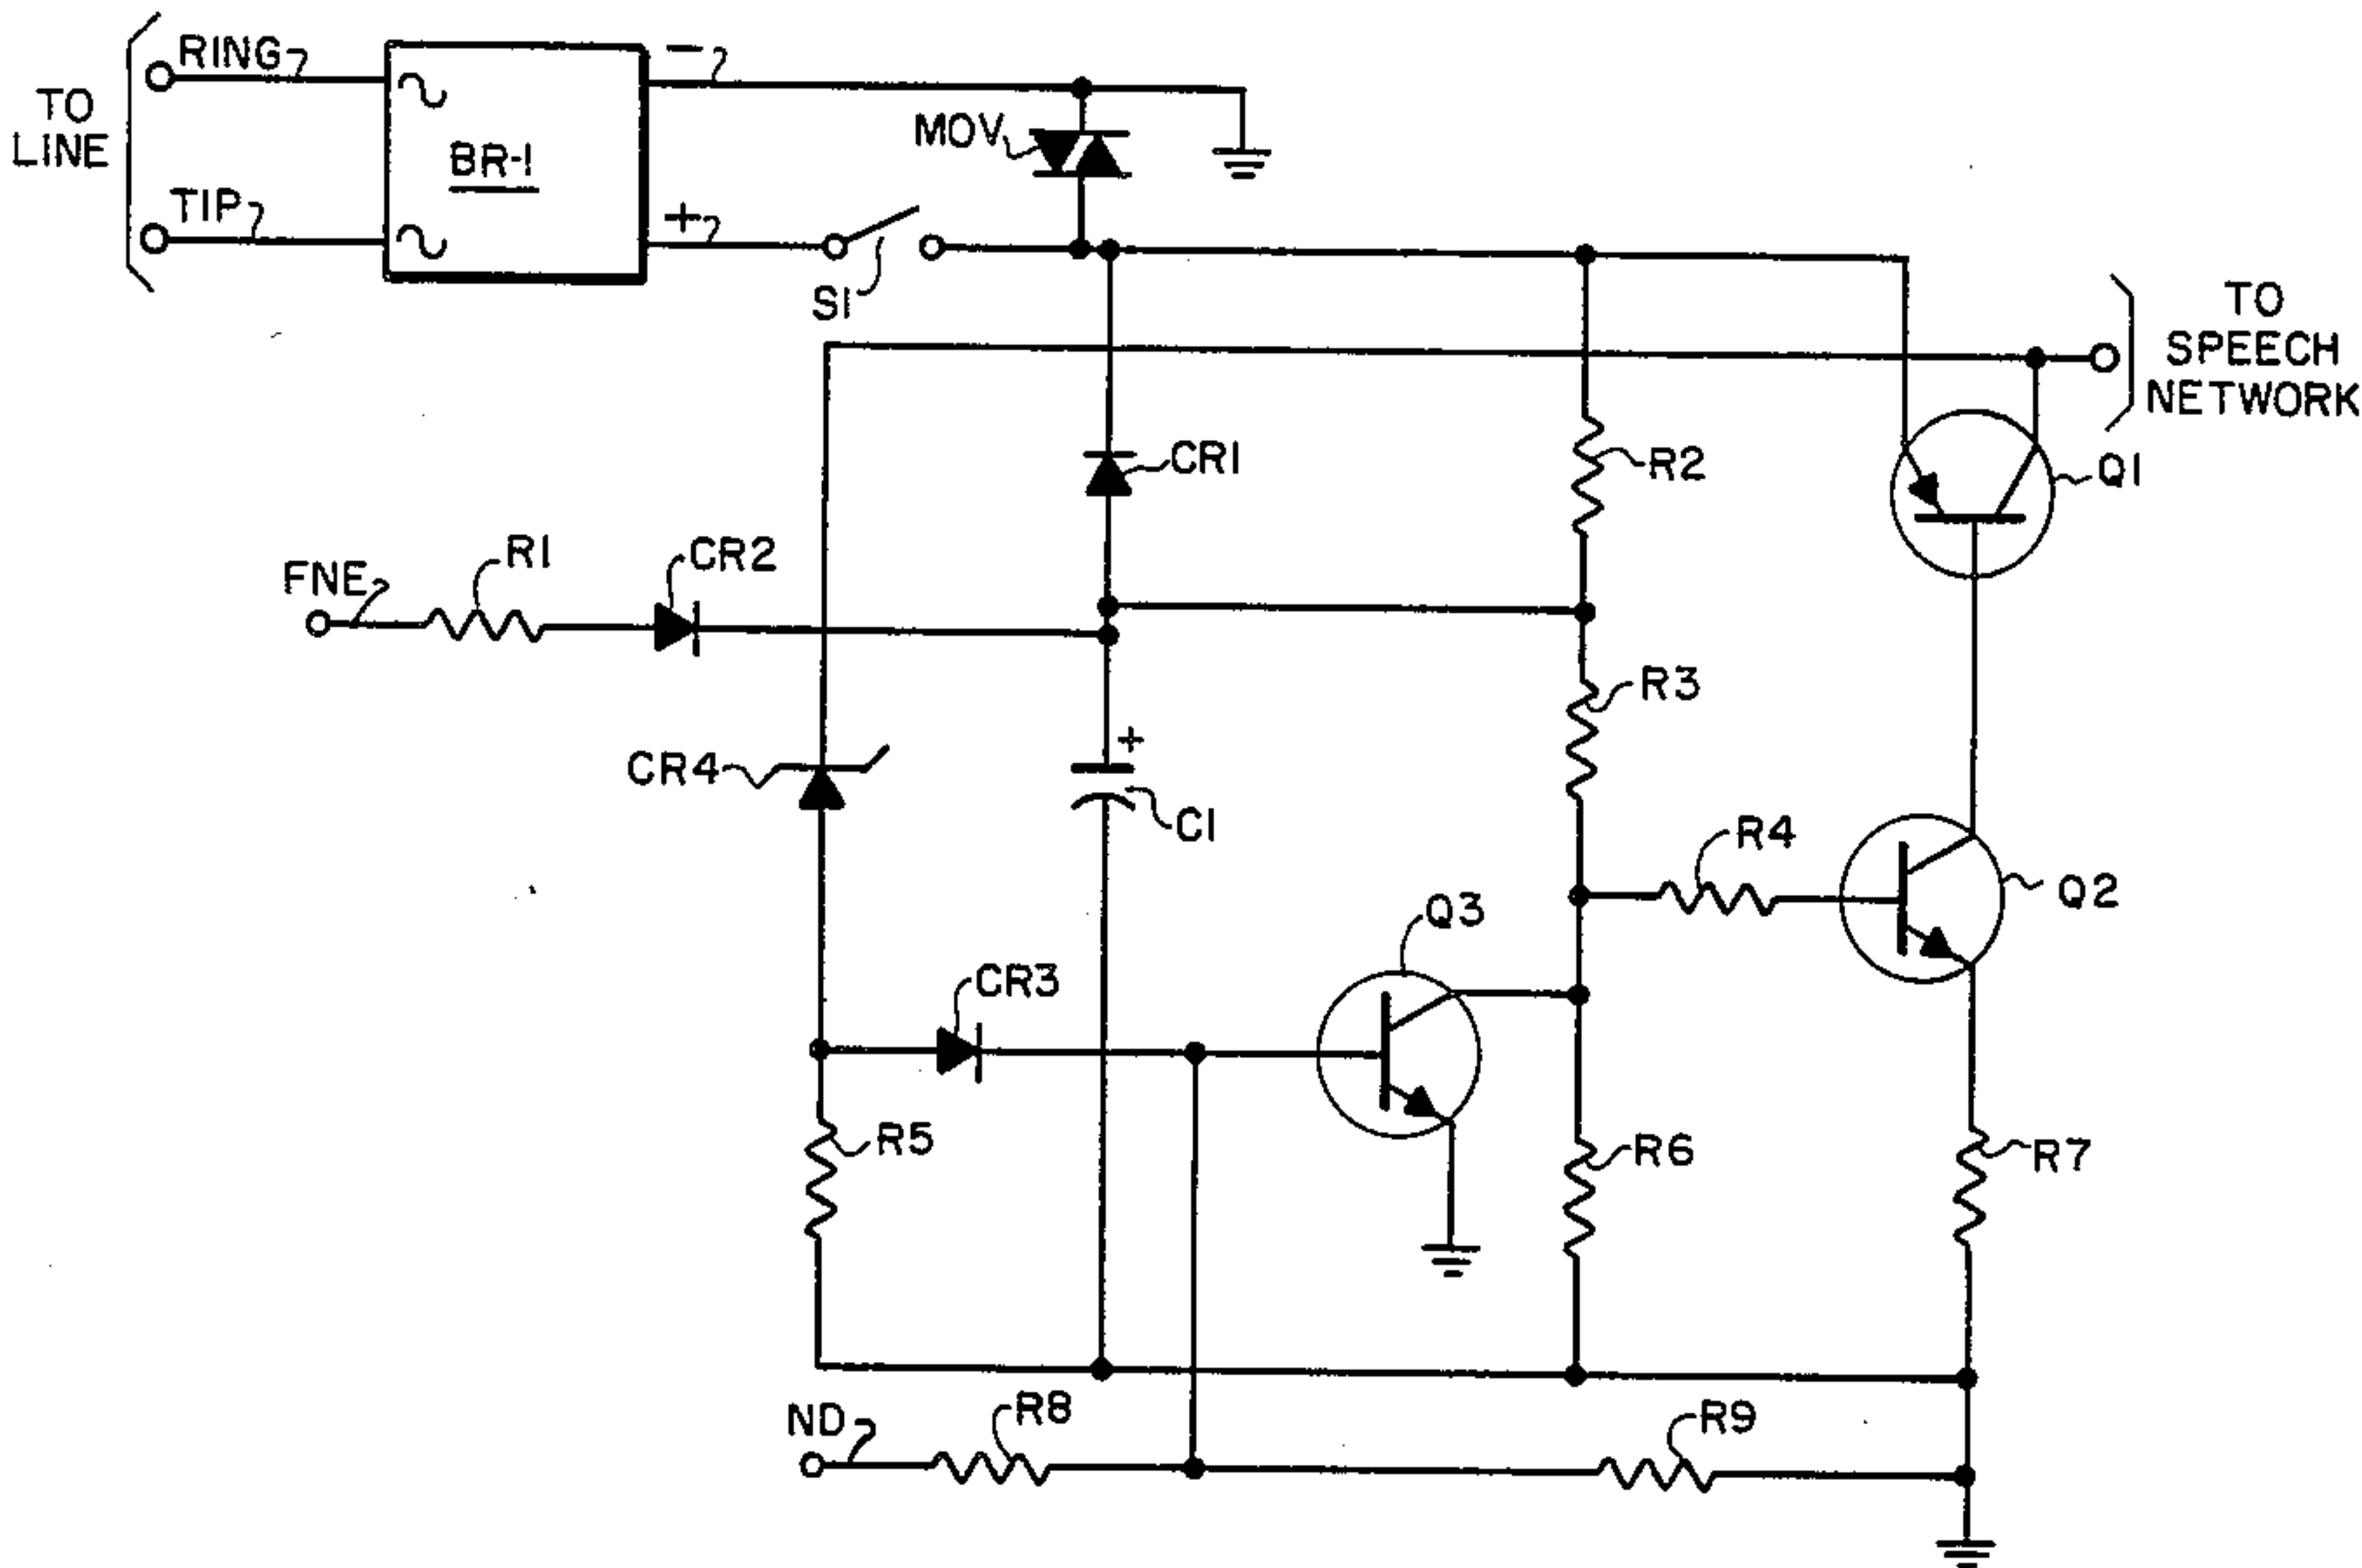 RING
TO
LINE
BR-1
TIP
−
+
MOV
S1
TO
SPEECH
NETWORK
CR1
R2
Q1
FNE
R1
CR2
R3
CR4
+
C1
R4
Q2
Q3
CR3
R5
R6
R7
ND
R8
R9